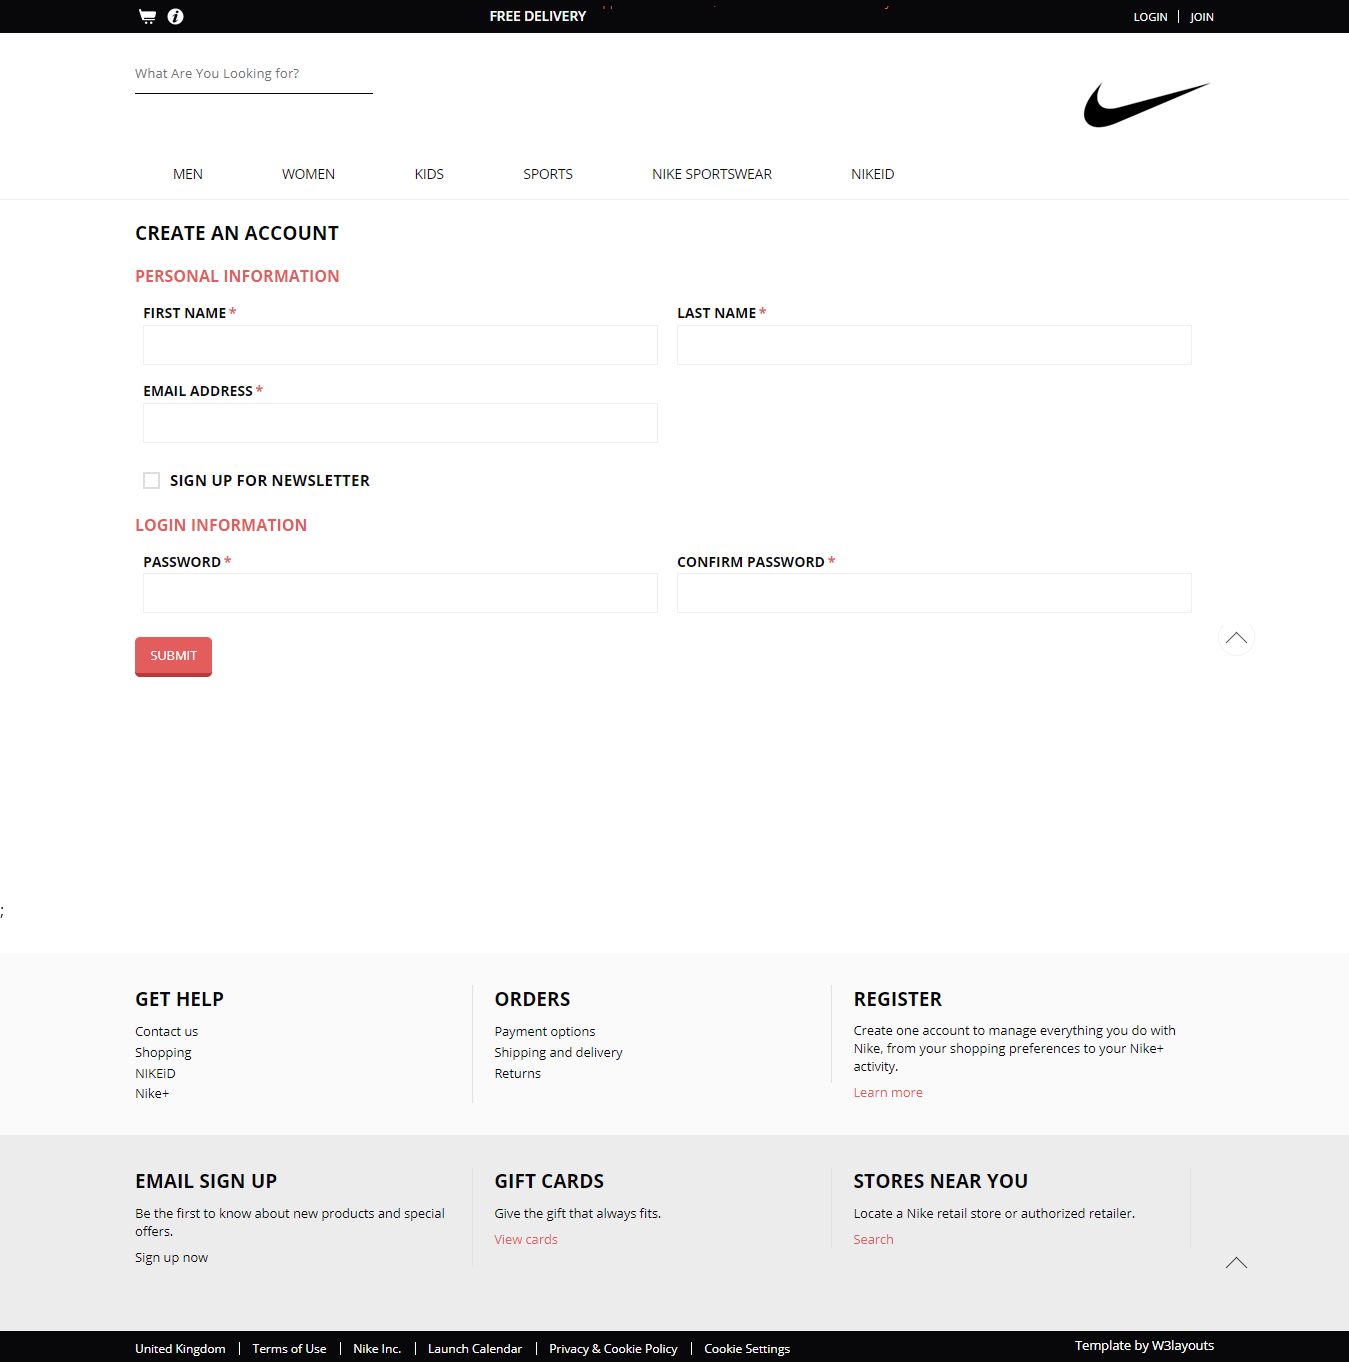 FREE DELIVERY
LOGIN JOIN
What Are You Looking for?
MEN WOMEN KIDS SPORTS NIKE SPORTSWEAR NIKEID
CREATE AN ACCOUNT
PERSONAL INFORMATION
FIRST NAME * LAST NAME *
EMAIL ADDRESS *
SIGN UP FOR NEWSLETTER
LOGIN INFORMATION
PASSWORD * CONFIRM PASSWORD *
SUBMIT
;
GET HELP
Contact us
Shopping
NIKEiD
Nike+
ORDERS
Payment options
Shipping and delivery
Returns
REGISTER
Create one account to manage everything you do with
Nike, from your shopping preferences to your Nike+
activity.
Learn more
EMAIL SIGN UP
Be the first to know about new products and special
offers.
Sign up now
GIFT CARDS
Give the gift that always fits.
View cards
STORES NEAR YOU
Locate a Nike retail store or authorized retailer.
Search
United Kingdom | Terms of Use | Nike Inc. | Launch Calendar | Privacy & Cookie Policy | Cookie Settings
Template by W3layouts